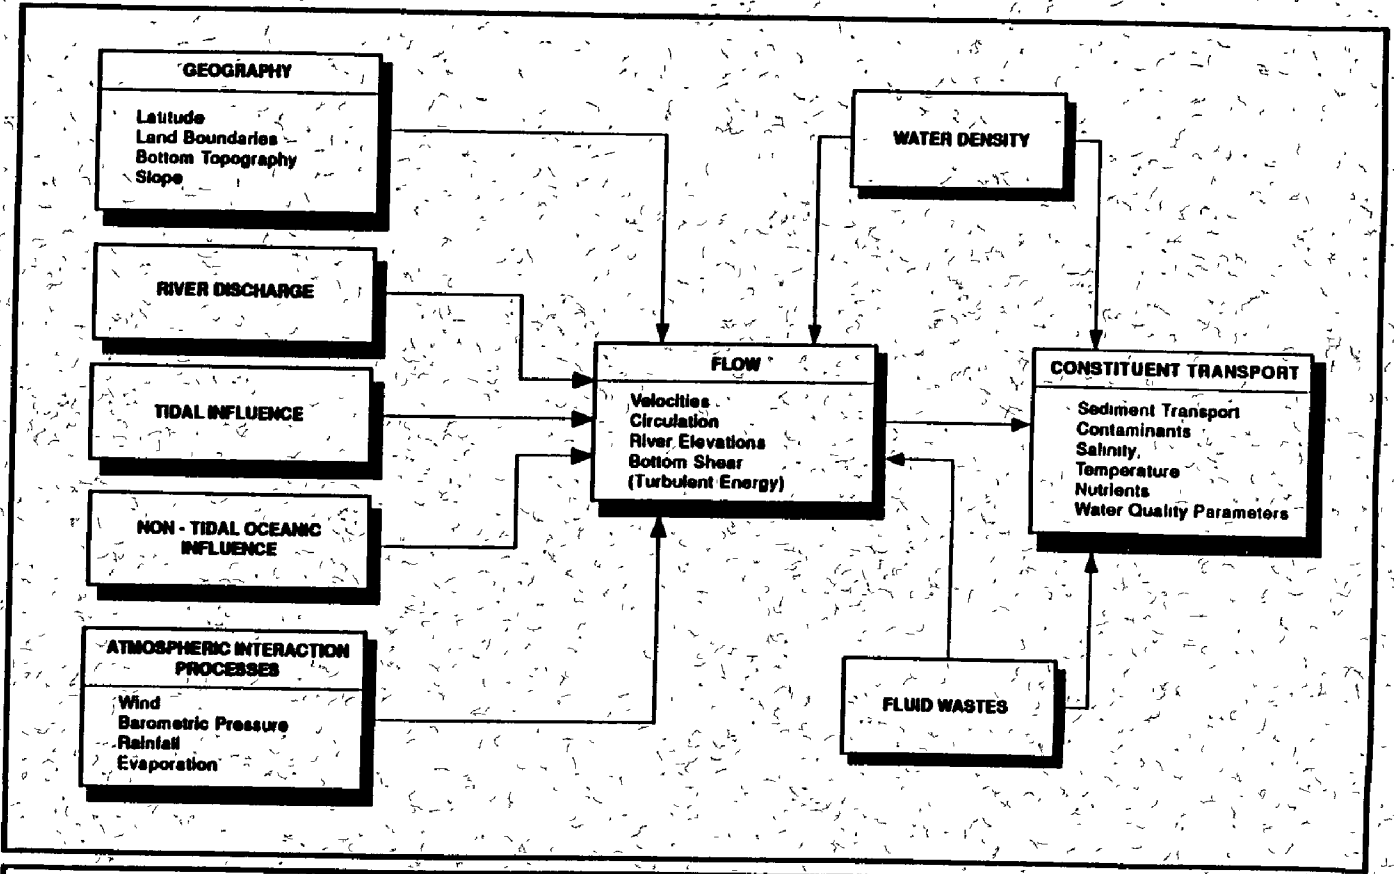 GEOGRAPHY
Latitude
Land Boundaries
Bottom Topography
Slope
RIVER DISCHARGE
TIDAL INFLUENCE
NON - TIDAL OCEANIC
INFLUENCE
ATMOSPHERIC INTERACTION
PROCESSES
Wind
Barometric Pressure
Rainfall
Evaporation
WATER DENSITY
FLOW
Velocities
Circulation
River Elevations
Bottom Shear
(Turbulent Energy)
FLUID WASTES
CONSTITUENT TRANSPORT
Sediment Transport
Contaminants
Salinity
Temperature
Nutrients
Water Quality Parameters